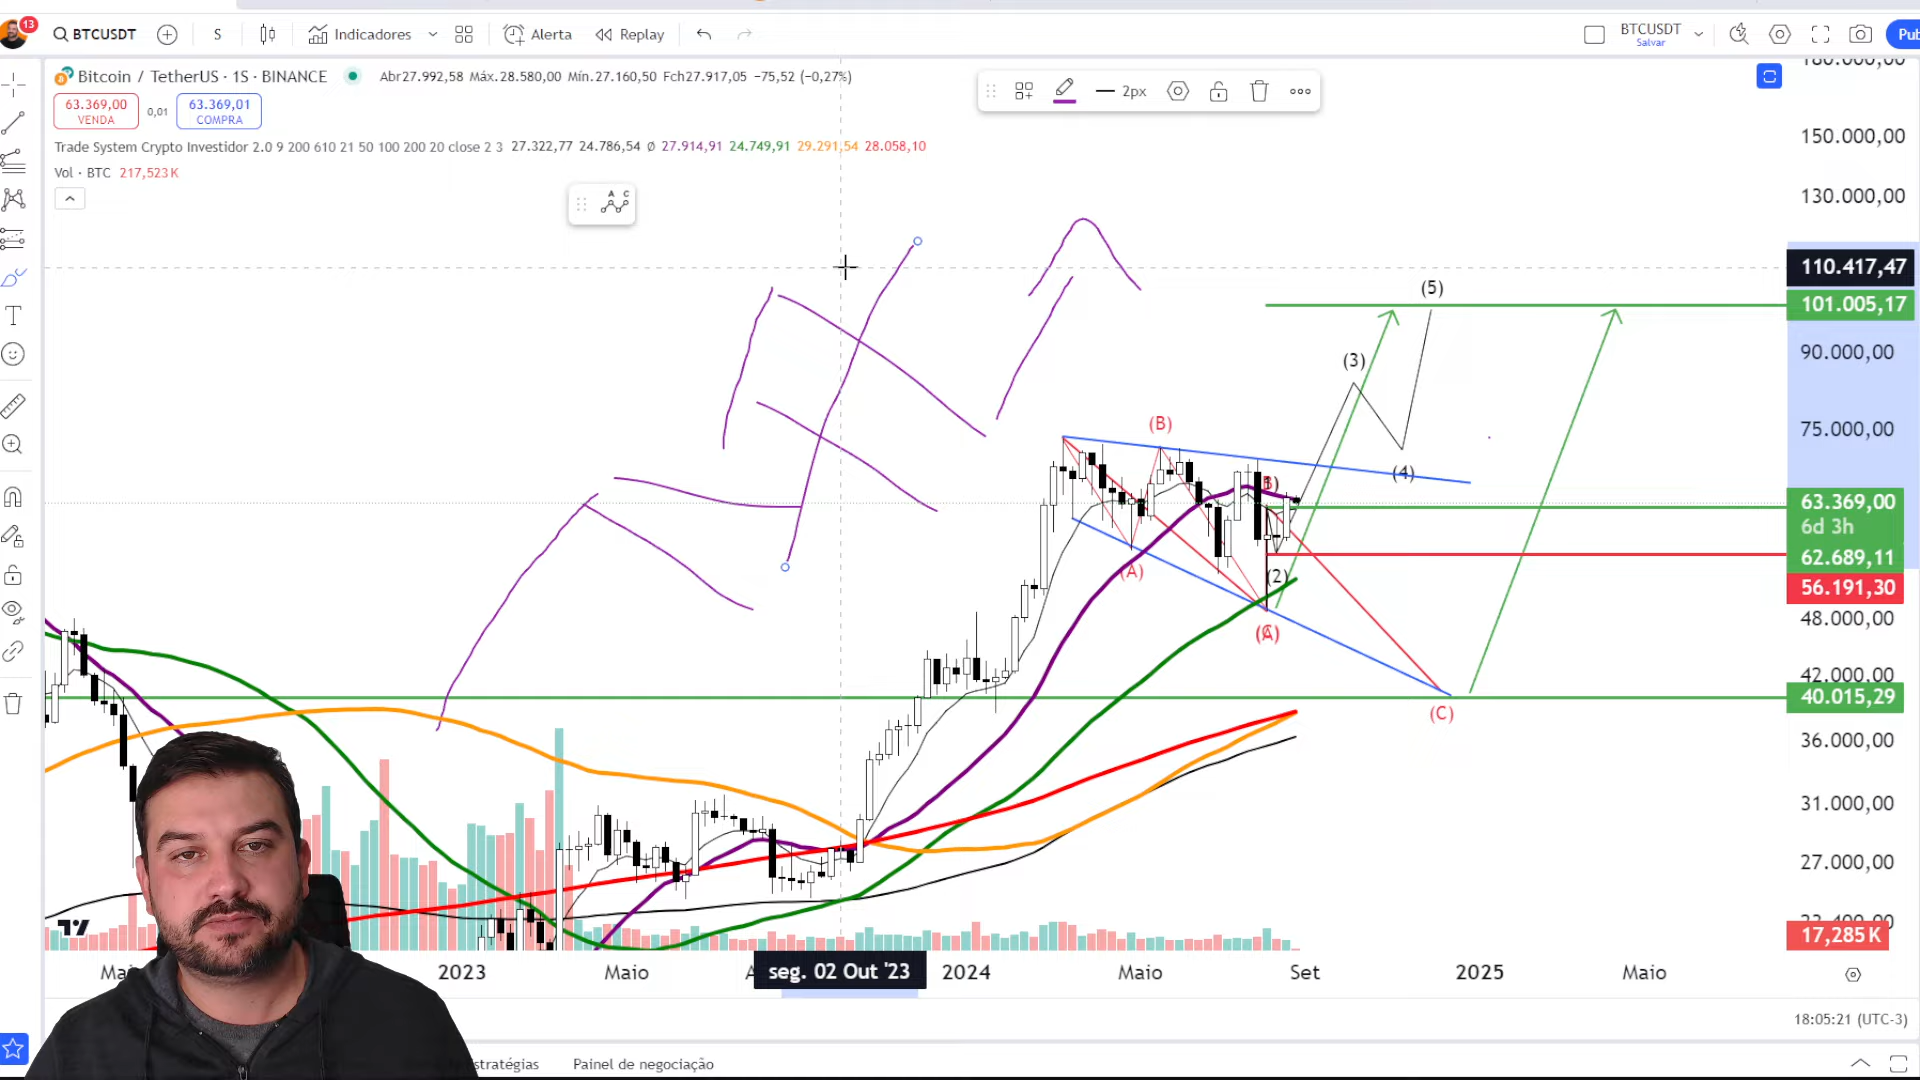 13
BTCUSDT
S
Indicadores
Alerta
Replay
BTCUSDT
Salvar
Pub
Bitcoin / TetherUS · 1S · BINANCE
Abr27.992,58 Máx.28.580,00 Mín.27.160,50 Fch27.917,05 −75,52 (−0,27%)
2px
63.369,00
VENDA
0,01
63.369,01
COMPRA
Trade System Crypto Investidor 2.0 9 200 610 21 50 100 200 20 close 2 3 27.322,77 24.786,54 Ø 27.914,91 24.749,91 29.291,54 28.058,10
Vol · BTC 217,523K
A C
180.000,00
150.000,00
130.000,00
110.417,47
101.005,17
90.000,00
75.000,00
63.369,00
6d 3h
62.689,11
56.191,30
48.000,00
42.000,00
40.015,29
36.000,00
31.000,00
27.000,00
17,285K
(5)
(3)
(B)
(4)
(A)
(2)
(C)
2023
Maio
seg. 02 Out '23
2024
Maio
Set
2025
Maio
18:05:21 (UTC-3)
Painel de negociação